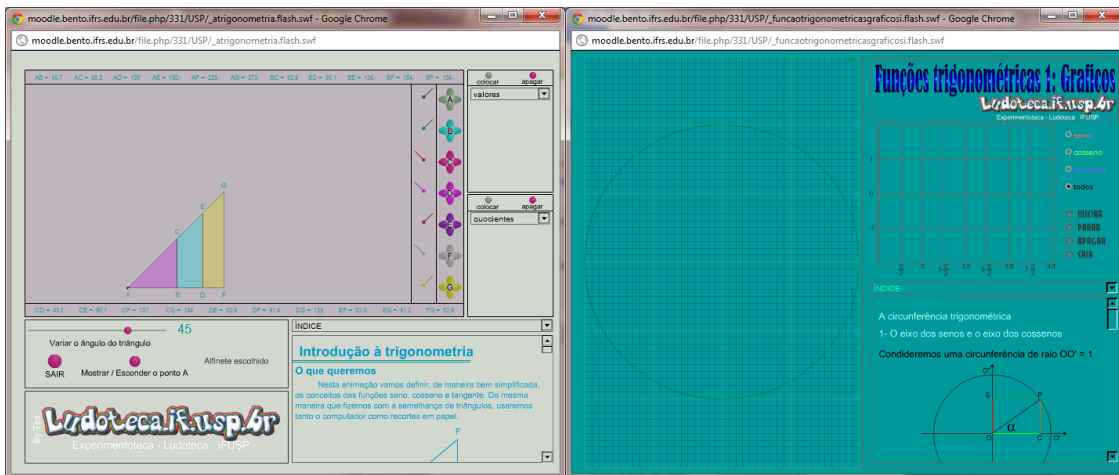 moodle.bento.ifrs.edu.br/file.php/331/USP/_atrigonometria.flash.swf - Google Chrome
moodle.bento.ifrs.edu.br/file.php/331/USP/_atrigonometria.flash.swf
colocar apagar
valores
A
B
D
E
F
G
colocar apagar
quocientes
G
E
C
A B D F
45
Variar o ângulo do triângulo
SAIR
Mostrar / Esconder o ponto A
Alfinete escolhido
By Tex
Ludoteca.if.usp.br
Experimentoteca - Ludoteca IFUSP
ÍNDICE
Introdução à trigonometria
O que queremos
Nesta animação vamos definir, de maneira bem simplificada,
os conceitos das funções seno, cosseno e tangente. Da mesma
maneira que fizemos com a semelhança de triângulos, usaremos
tanto o computador como recortes em papel.
F
moodle.bento.ifrs.edu.br/file.php/331/USP/_funcaotrigonometricasgraficosi.flash.swf - Google Chrome
moodle.bento.ifrs.edu.br/file.php/331/USP/_funcaotrigonometricasgraficosi.flash.swf
Funções trigonométricas 1: Graficos
Ludoteca.if.usp.br
Experimentoteca - Ludoteca IFUSP
1
0
-1
seno
cosseno
todos
INICIAR
PARAR
APAGAR
SAIR
ÍNDICE
A circunferência trigonométrica
1- O eixo dos senos e o eixo dos cossenos
Condideremos uma circunferência de raio OO' = 1
O"
S P
α
O C O'